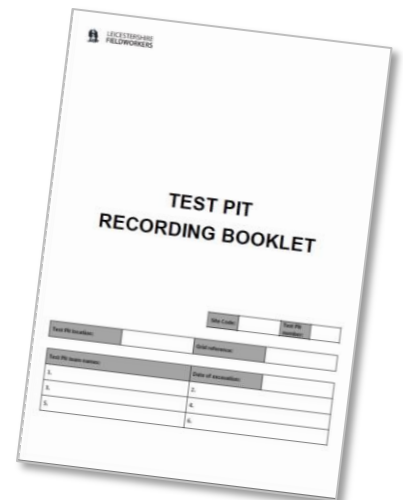 LEICESTERSHIRE
FIELDWORKERS
TEST PIT
RECORDING BOOKLET
Site Code:
Test Pit
number:
Test Pit location:
Grid reference:
Test Pit team names:
Date of excavation:
1.
2.
3.
4.
5.
6.